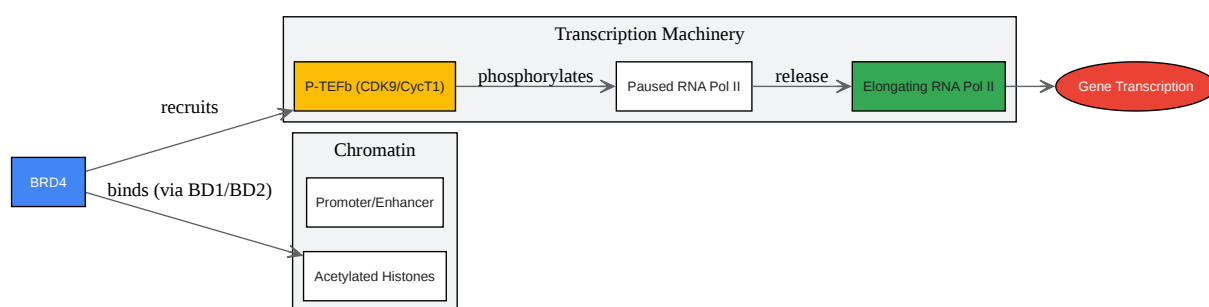 Transcription Machinery
P-TEFb (CDK9/CycT1)
phosphorylates
Paused RNA Pol II
release
Elongating RNA Pol II
Gene Transcription
recruits
BRD4
binds (via BD1/BD2)
Chromatin
Promoter/Enhancer
Acetylated Histones